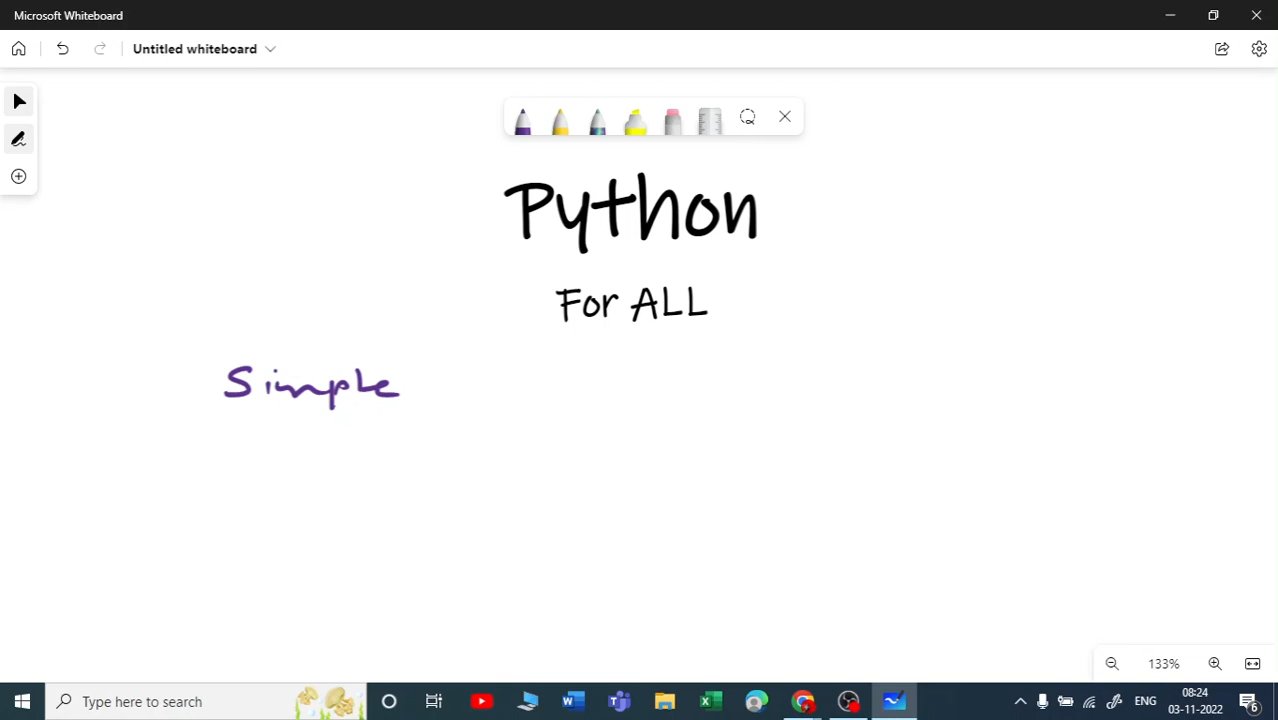 Microsoft Whiteboard
Untitled whiteboard
Python
For ALL
Simple
133%
Type here to search
ENG
08:24
03-11-2022
6